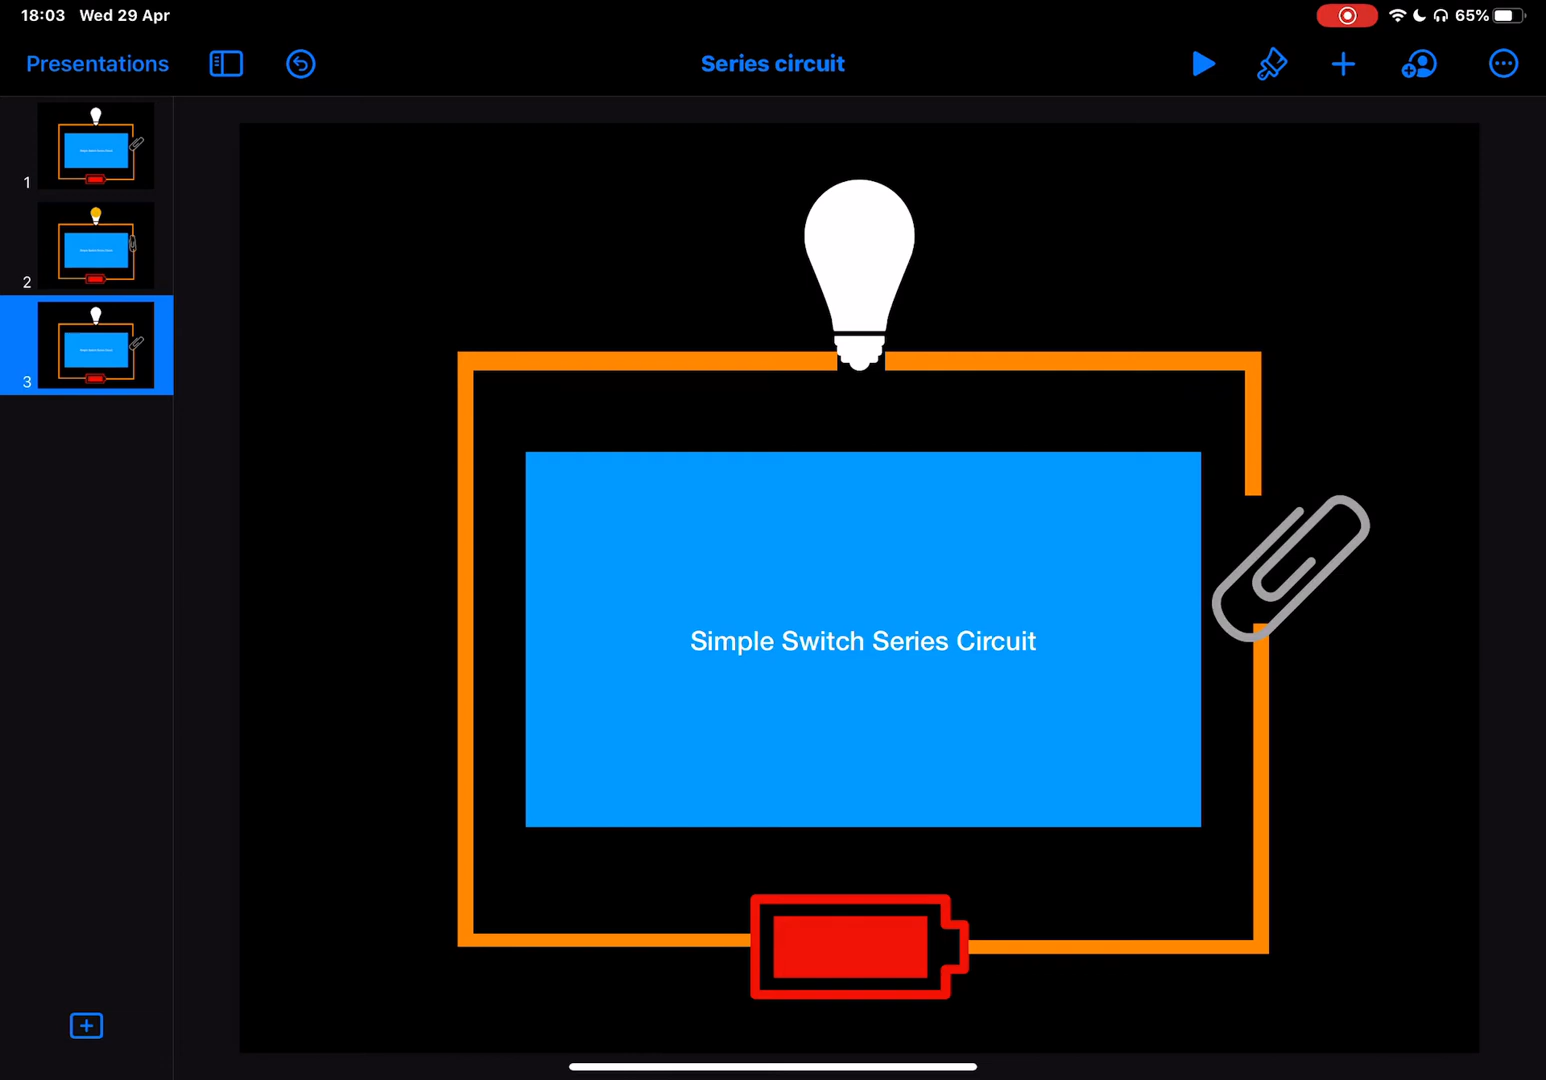 18:03 Wed 29 Apr
65%
Presentations
Series circuit
1
2
3
Simple Switch Series Circuit